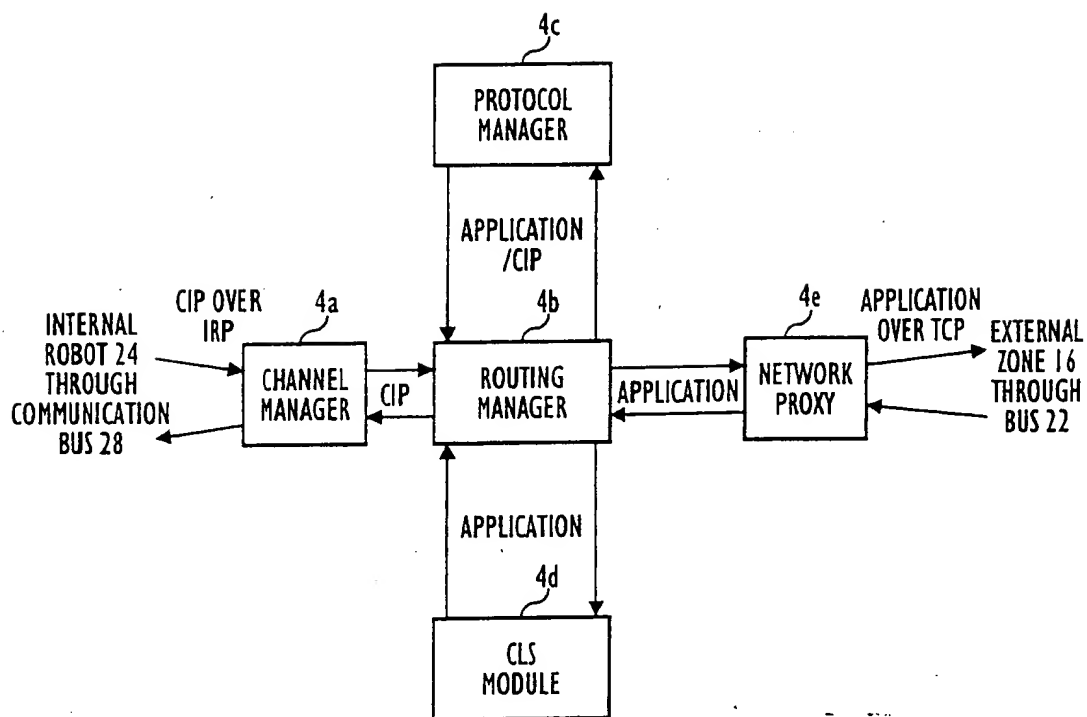 4c
PROTOCOL
MANAGER
APPLICATION
/CIP
CIP OVER
IRP
4a
4b
4e
APPLICATION
OVER TCP
INTERNAL
ROBOT 24
THROUGH
COMMUNICATION
BUS 28
CHANNEL
MANAGER
CIP
ROUTING
MANAGER
APPLICATION
NETWORK
PROXY
EXTERNAL
ZONE 16
THROUGH
BUS 22
APPLICATION
4d
CLS
MODULE